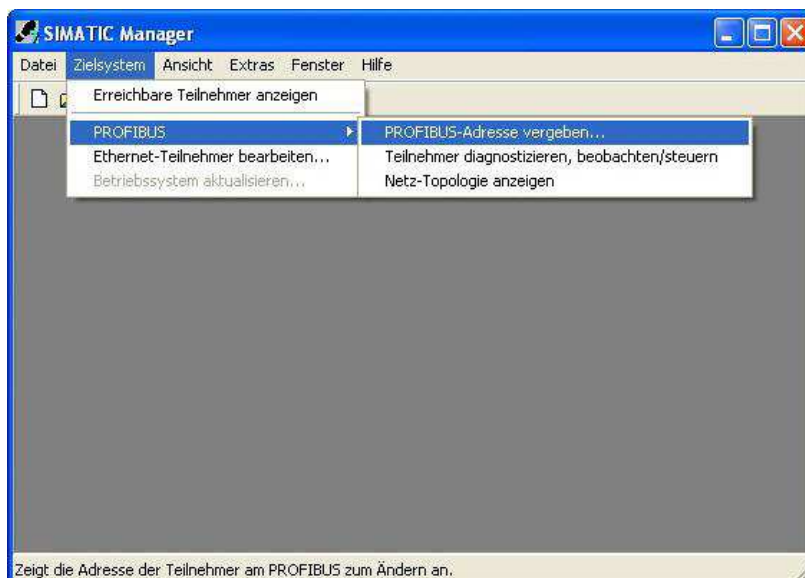 SIMATIC Manager
Datei Zielsystem Ansicht Extras Fenster Hilfe
Erreichbare Teilnehmer anzeigen
PROFIBUS
PROFIBUS-Adresse vergeben...
Ethernet-Teilnehmer bearbeiten...
Teilnehmer diagnostizieren, beobachten/steuern
Betriebssystem aktualisieren...
Netz-Topologie anzeigen
Zeigt die Adresse der Teilnehmer am PROFIBUS zum Ändern an.